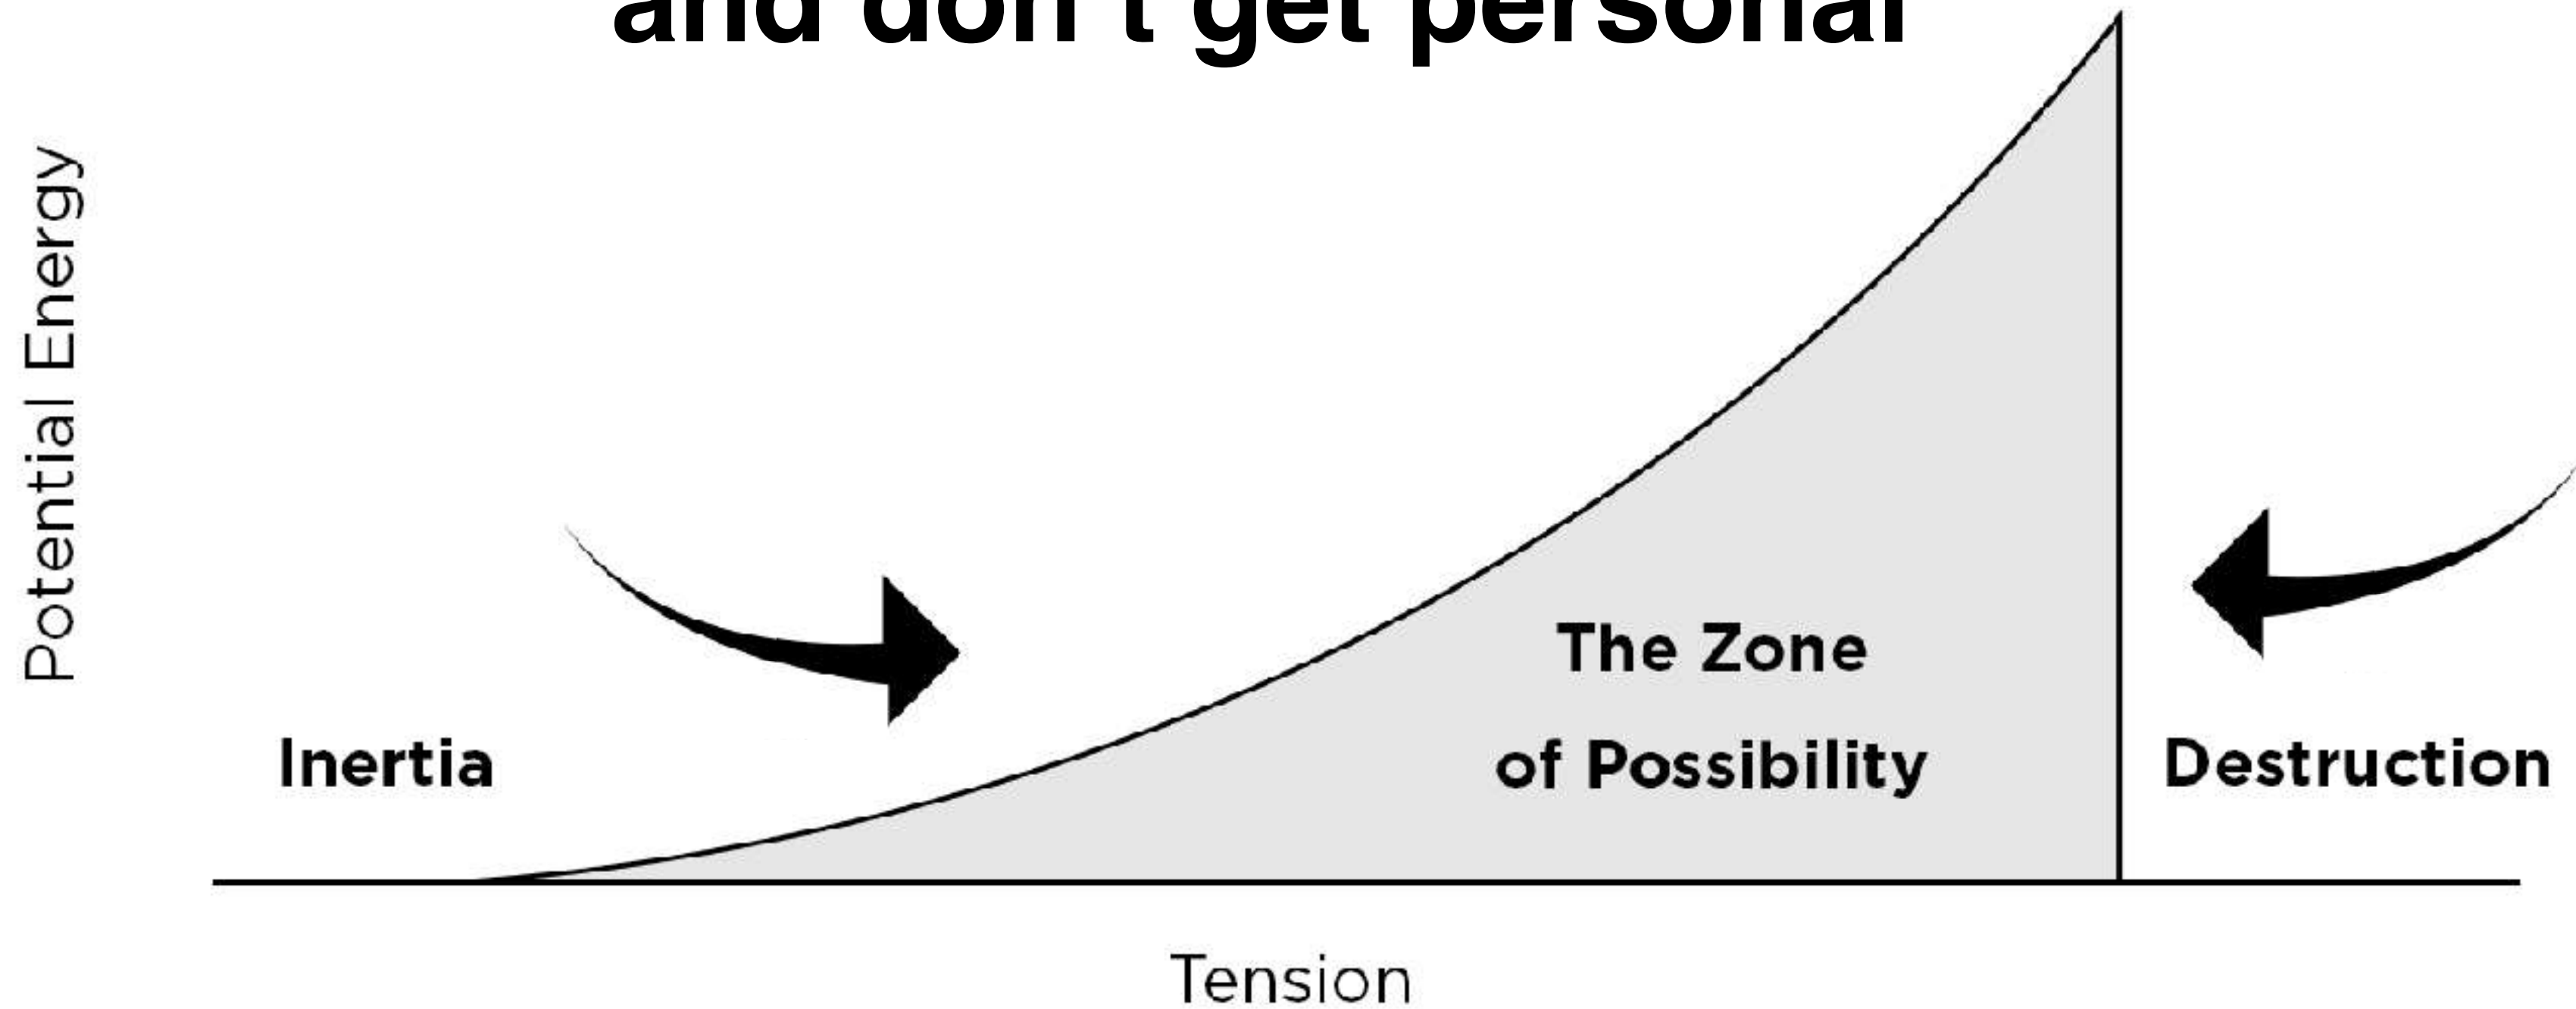 and don't get personal
Potential Energy
Inertia
The Zone
of Possibility
Destruction
Tension